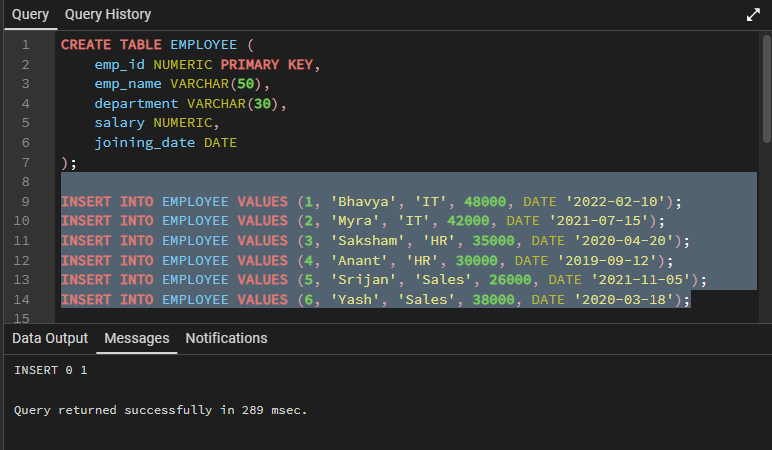 Query Query History
1 CREATE TABLE EMPLOYEE (
2 emp_id NUMERIC PRIMARY KEY,
3 emp_name VARCHAR(50),
4 department VARCHAR(30),
5 salary NUMERIC,
6 joining_date DATE
7 );
8
9 INSERT INTO EMPLOYEE VALUES (1, 'Bhavya', 'IT', 48000, DATE '2022-02-10');
10 INSERT INTO EMPLOYEE VALUES (2, 'Myra', 'IT', 42000, DATE '2021-07-15');
11 INSERT INTO EMPLOYEE VALUES (3, 'Saksham', 'HR', 35000, DATE '2020-04-20');
12 INSERT INTO EMPLOYEE VALUES (4, 'Anant', 'HR', 30000, DATE '2019-09-12');
13 INSERT INTO EMPLOYEE VALUES (5, 'Srijan', 'Sales', 26000, DATE '2021-11-05');
14 INSERT INTO EMPLOYEE VALUES (6, 'Yash', 'Sales', 38000, DATE '2020-03-18');
15
Data Output Messages Notifications
INSERT 0 1
Query returned successfully in 289 msec.